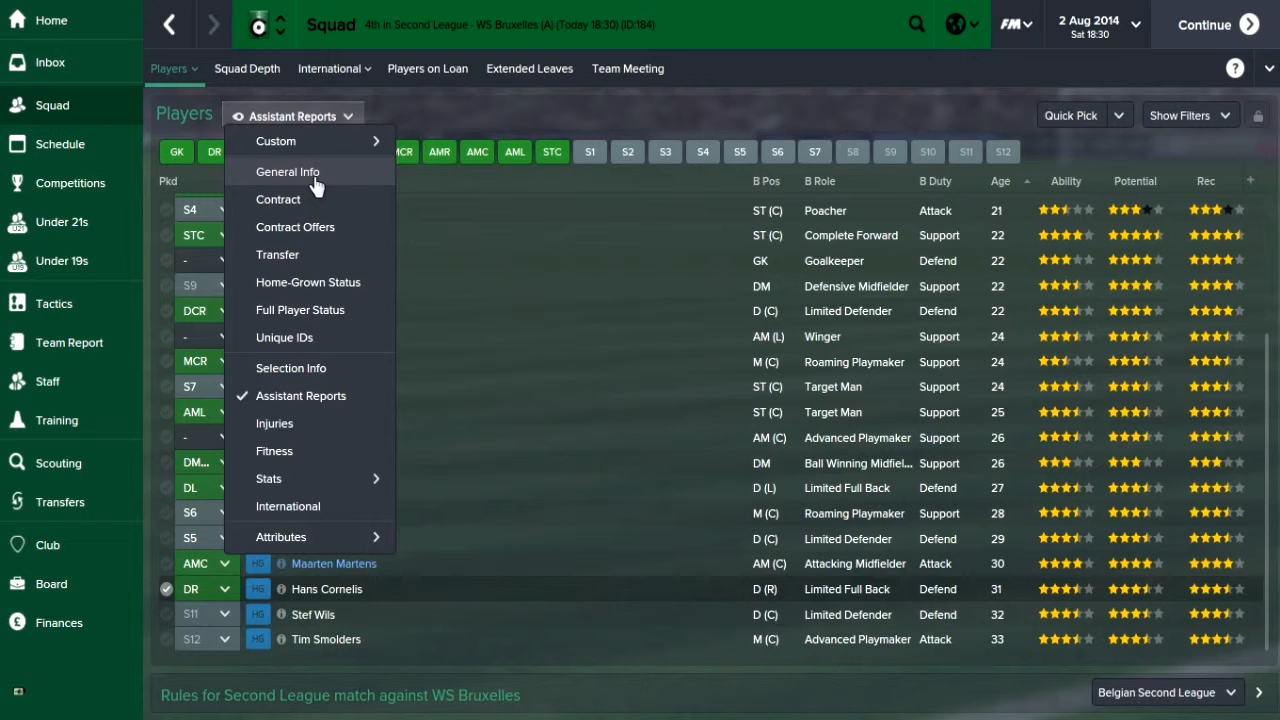 Home
Squad 4th in Second League - WS Bruxelles (A) (Today 18:30) (ID:184) FM 2 Aug 2014 Sat 18:30 Continue
Inbox
Players Squad Depth International Players on Loan Extended Leaves Team Meeting ?
Squad
Schedule
Competitions
Under 21s
Under 19s
Tactics
Team Report
Staff
Training
Scouting
Transfers
Club
Board
Finances
Players Assistant Reports Quick Pick Show Filters
GK DR MCR AMR AMC AML STC S1 S2 S3 S4 S5 S6 S7 S8 S9 S10 S11 S12
Custom
General Info
Contract
Contract Offers
Transfer
Home-Grown Status
Full Player Status
Unique IDs
Selection Info
Assistant Reports
Injuries
Fitness
Stats
International
Attributes
Pkd B Pos B Role B Duty Age Ability Potential Rec +
S4 ST (C) Poacher Attack 21
STC ST (C) Complete Forward Support 22
- GK Goalkeeper Defend 22
S9 DM Defensive Midfielder Support 22
DCR D (C) Limited Defender Defend 22
- AM (L) Winger Support 24
MCR M (C) Roaming Playmaker Support 24
S7 ST (C) Target Man Support 24
AML ST (C) Target Man Support 25
- AM (C) Advanced Playmaker Support 26
DM... DM Ball Winning Midfiel... Support 26
DL D (L) Limited Full Back Defend 27
S6 M (C) Roaming Playmaker Support 28
S5 D (C) Limited Defender Defend 29
AMC HG Maarten Martens AM (C) Attacking Midfielder Attack 30
DR HG Hans Cornelis D (R) Limited Full Back Defend 31
S11 HG Stef Wils D (C) Limited Defender Defend 32
S12 HG Tim Smolders M (C) Advanced Playmaker Attack 33
Rules for Second League match against WS Bruxelles Belgian Second League